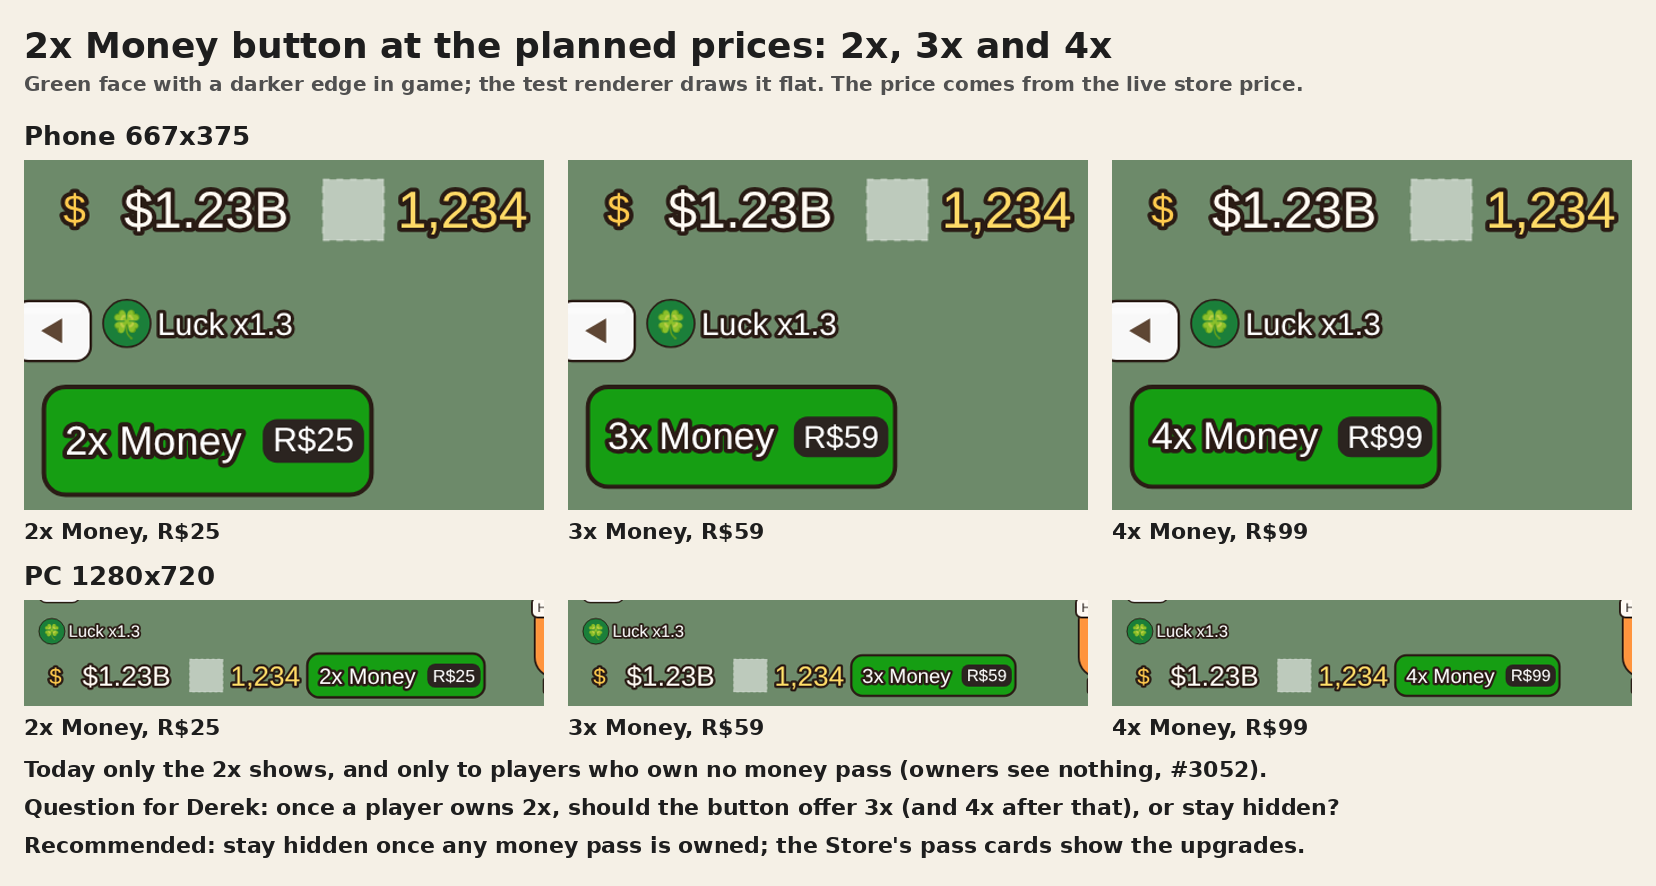 2x Money button at the planned prices: 2x, 3x and 4x
Green face with a darker edge in game; the test renderer draws it flat. The price comes from the live store price.
Phone 667x375
$ $1.23B 1,234
Luck x1.3
2x Money R$25
$ $1.23B 1,234
Luck x1.3
3x Money R$59
$ $1.23B 1,234
Luck x1.3
4x Money R$99
2x Money, R$25
3x Money, R$59
4x Money, R$99
PC 1280x720
Luck x1.3
$ $1.23B 1,234 2x Money R$25
H
Luck x1.3
$ $1.23B 1,234 3x Money R$59
H
Luck x1.3
$ $1.23B 1,234 4x Money R$99
H
2x Money, R$25
3x Money, R$59
4x Money, R$99
Today only the 2x shows, and only to players who own no money pass (owners see nothing, #3052).
Question for Derek: once a player owns 2x, should the button offer 3x (and 4x after that), or stay hidden?
Recommended: stay hidden once any money pass is owned; the Store's pass cards show the upgrades.